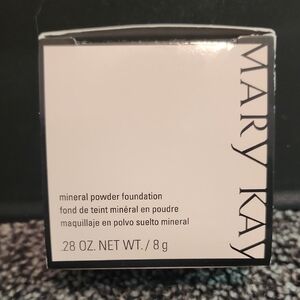 MARY KAY
mineral powder foundation
fond de teint minéral en poudre
maquillaje en polvo suelto mineral
.28 OZ. NET WT. / 8 g